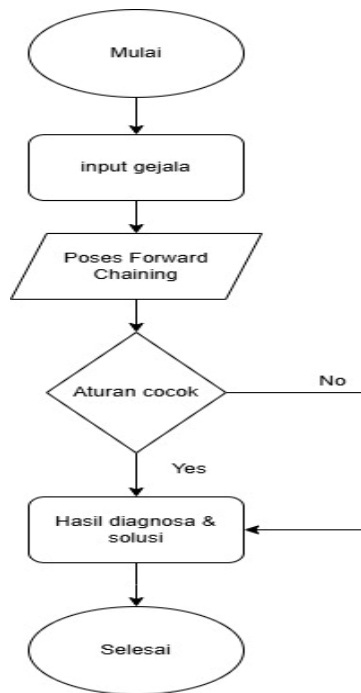 Mulai
input gejala
Poses Forward
Chaining
Aturan cocok
No
Yes
Hasil diagnosa &
solusi
Selesai